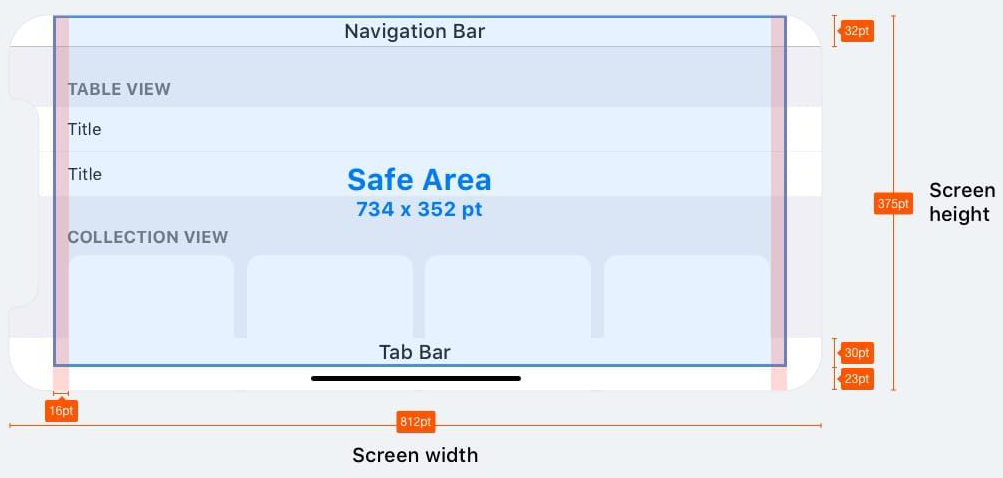 Navigation Bar
32pt
TABLE VIEW
Title
Title
Safe Area
734 x 352 pt
Screen
height
375pt
COLLECTION VIEW
Tab Bar
30pt
23pt
16pt
812pt
Screen width